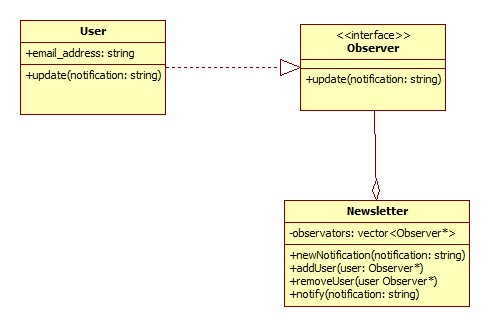 User
+email_address: string
+update(notification: string)
<<interface>>
Observer
+update(notification: string)
Newsletter
-observators: vector<Observer*>
+newNotification(notification: string)
+addUser(user: Observer*)
+removeUser(user Observer*)
+notify(notification: string)